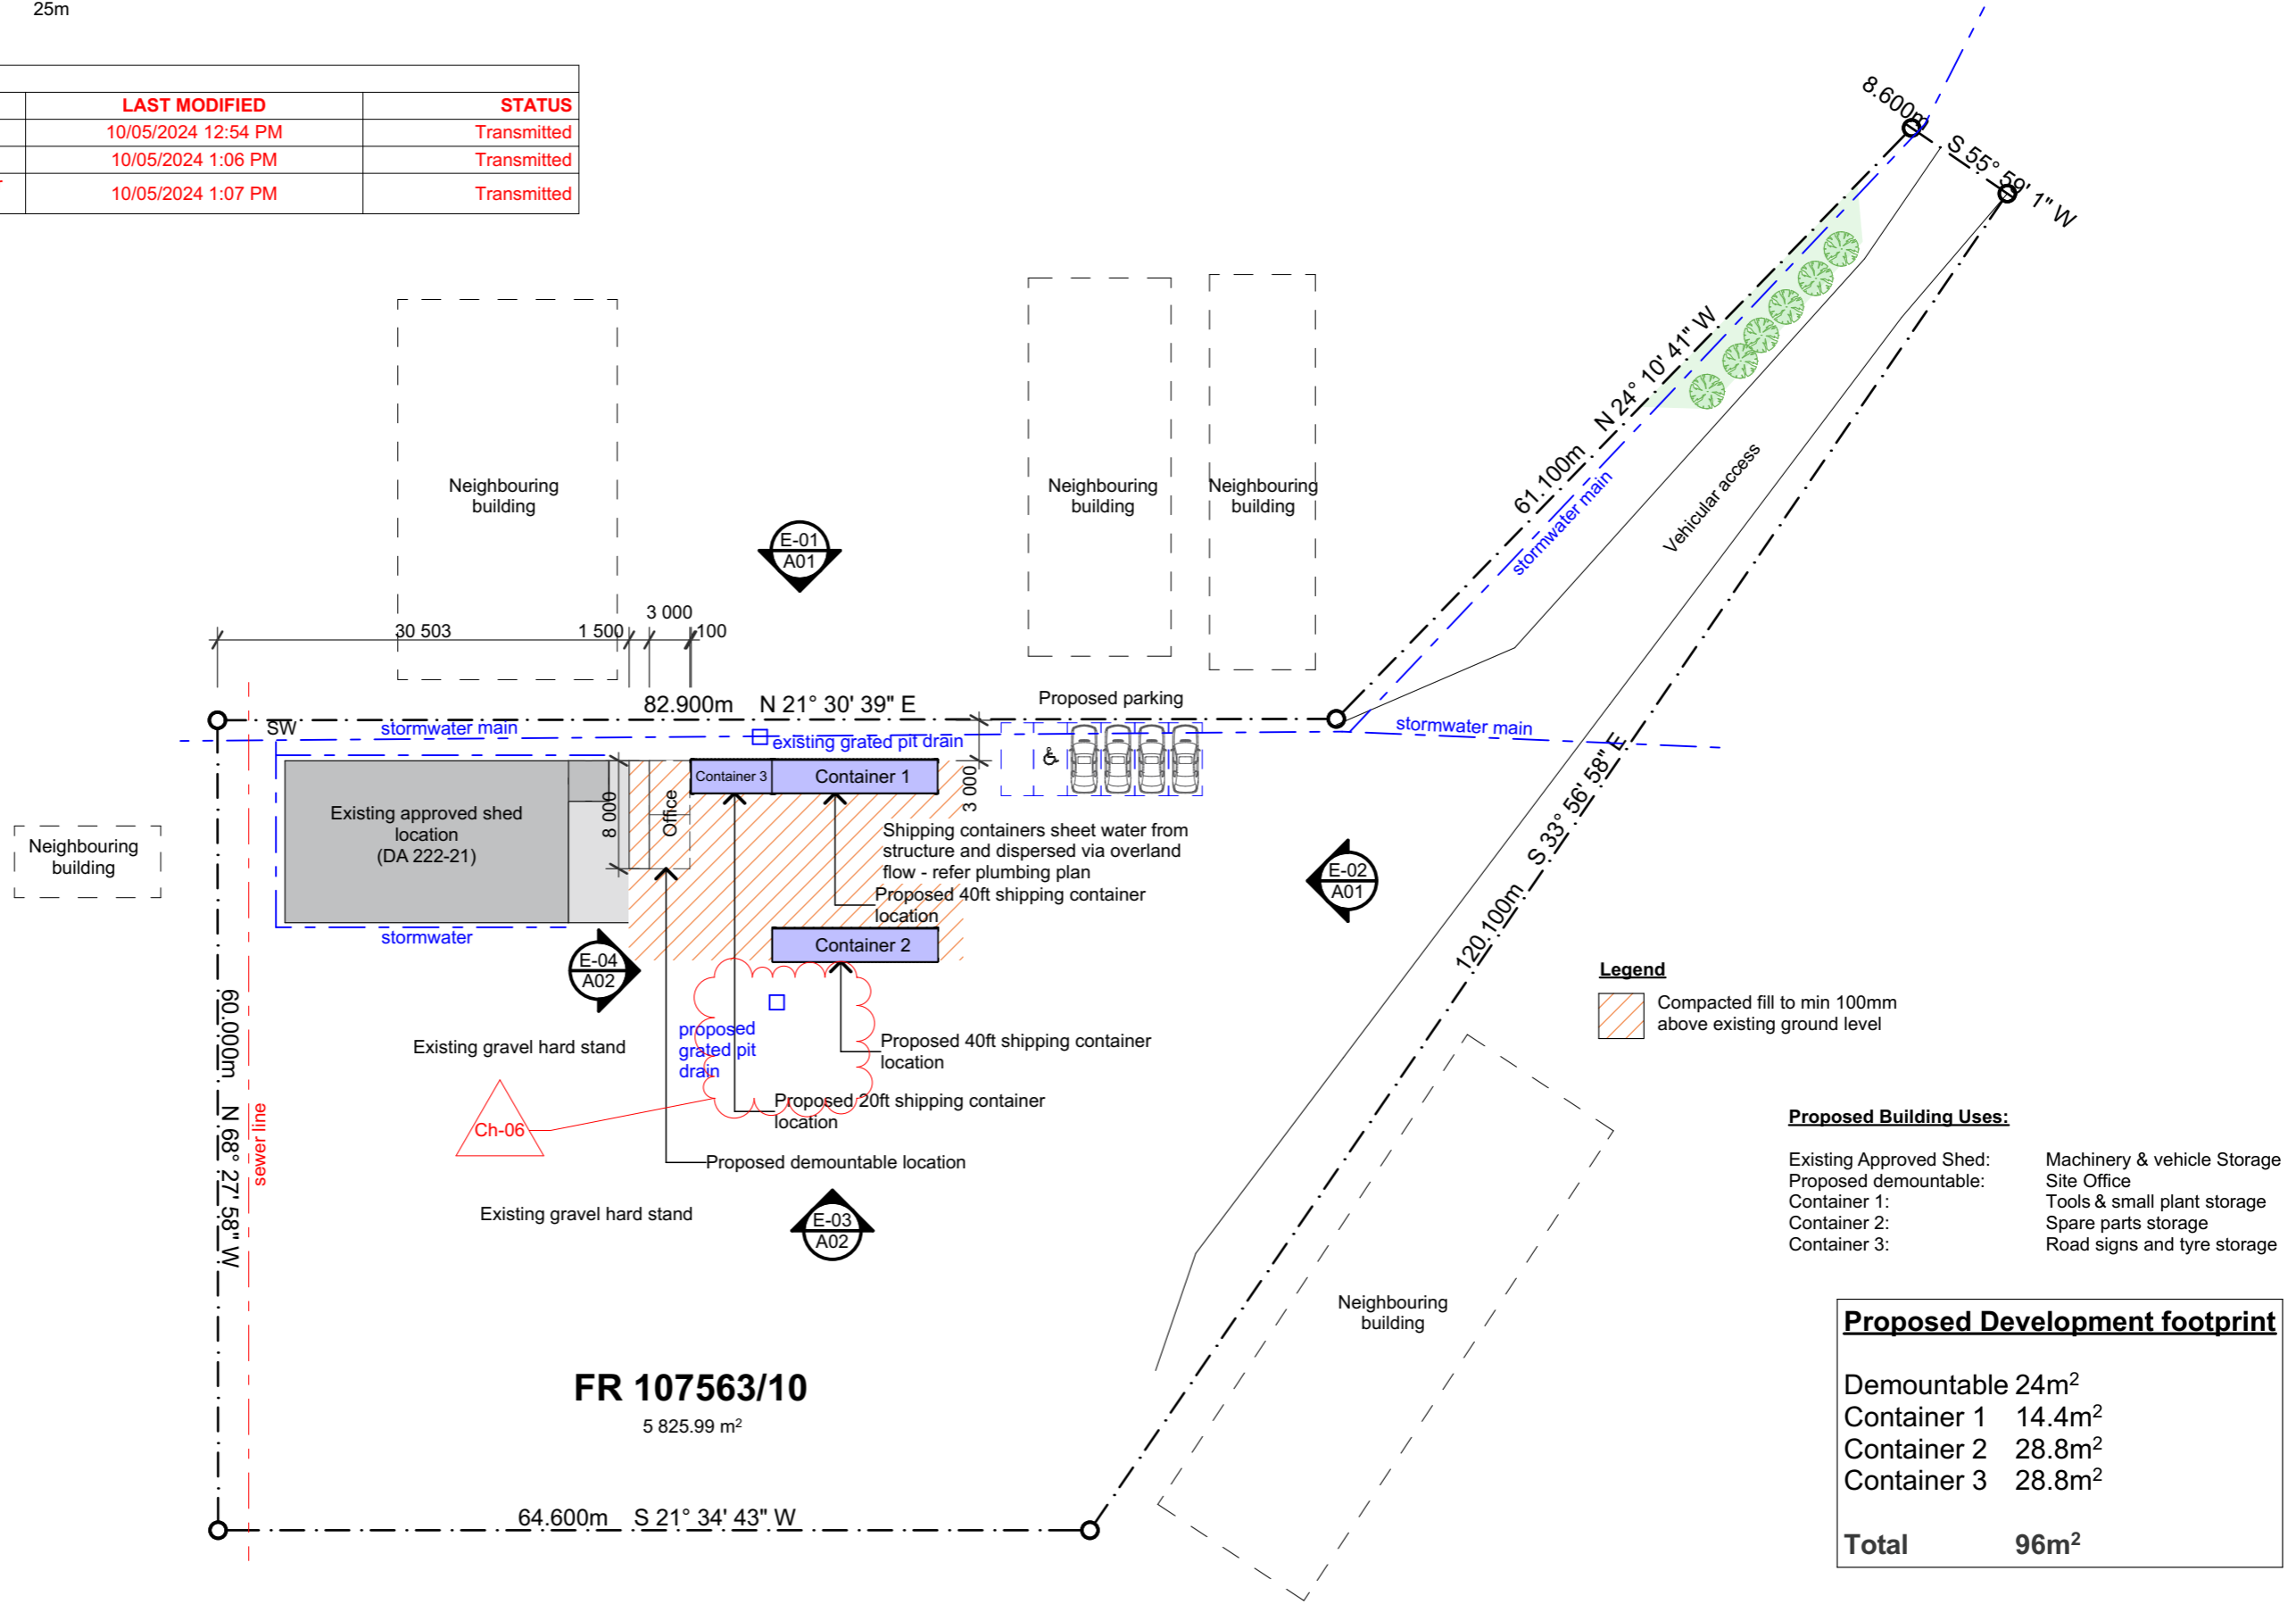 25m
LAST MODIFIED STATUS
10/05/2024 12:54 PM Transmitted
10/05/2024 1:06 PM Transmitted
10/05/2024 1:07 PM Transmitted
8.600m
S 55° 59' 1" W
61.100m N 24° 10' 41" W
stormwater main
Vehicular access
Neighbouring
building
Neighbouring
building
Neighbouring
building
E-01
A01
30 503
1 500
3 000
100
82.900m N 21° 30' 39" E
Proposed parking
SW
stormwater main
existing grated pit drain
stormwater main
Container 3
Container 1
3 000
8 000
Office
Existing approved shed
location
(DA 222-21)
Neighbouring
building
Shipping containers sheet water from
structure and dispersed via overland
flow - refer plumbing plan
Proposed 40ft shipping container
location
E-02
A01
120.100m S 33° 56' 58" E
stormwater
Container 2
E-04
A02
Legend
Compacted fill to min 100mm
above existing ground level
60.000m N 68° 27' 58" W
sewer line
Existing gravel hard stand
proposed
grated pit
drain
Proposed 40ft shipping container
location
Ch-06
Proposed 20ft shipping container
location
Proposed demountable location
Existing gravel hard stand
E-03
A02
Proposed Building Uses:
Existing Approved Shed: Machinery & vehicle Storage
Proposed demountable: Site Office
Container 1: Tools & small plant storage
Container 2: Spare parts storage
Container 3: Road signs and tyre storage
Neighbouring
building
Proposed Development footprint
Demountable 24m²
Container 1 14.4m²
Container 2 28.8m²
Container 3 28.8m²
Total 96m²
FR 107563/10
5 825.99 m²
64.600m S 21° 34' 43" W